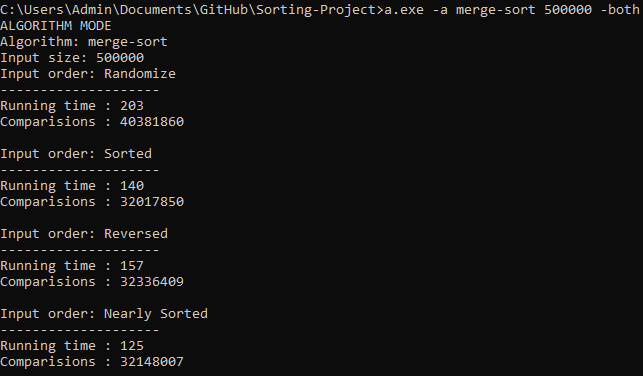 C:\Users\Admin\Documents\GitHub\Sorting-Project>a.exe -a merge-sort 500000 -both
ALGORITHM MODE
Algorithm: merge-sort
Input size: 500000
Input order: Randomize
--------------------
Running time : 203
Comparisions : 40381860
Input order: Sorted
--------------------
Running time : 140
Comparisions : 32017850
Input order: Reversed
--------------------
Running time : 157
Comparisions : 32336409
Input order: Nearly Sorted
--------------------
Running time : 125
Comparisions : 32148007